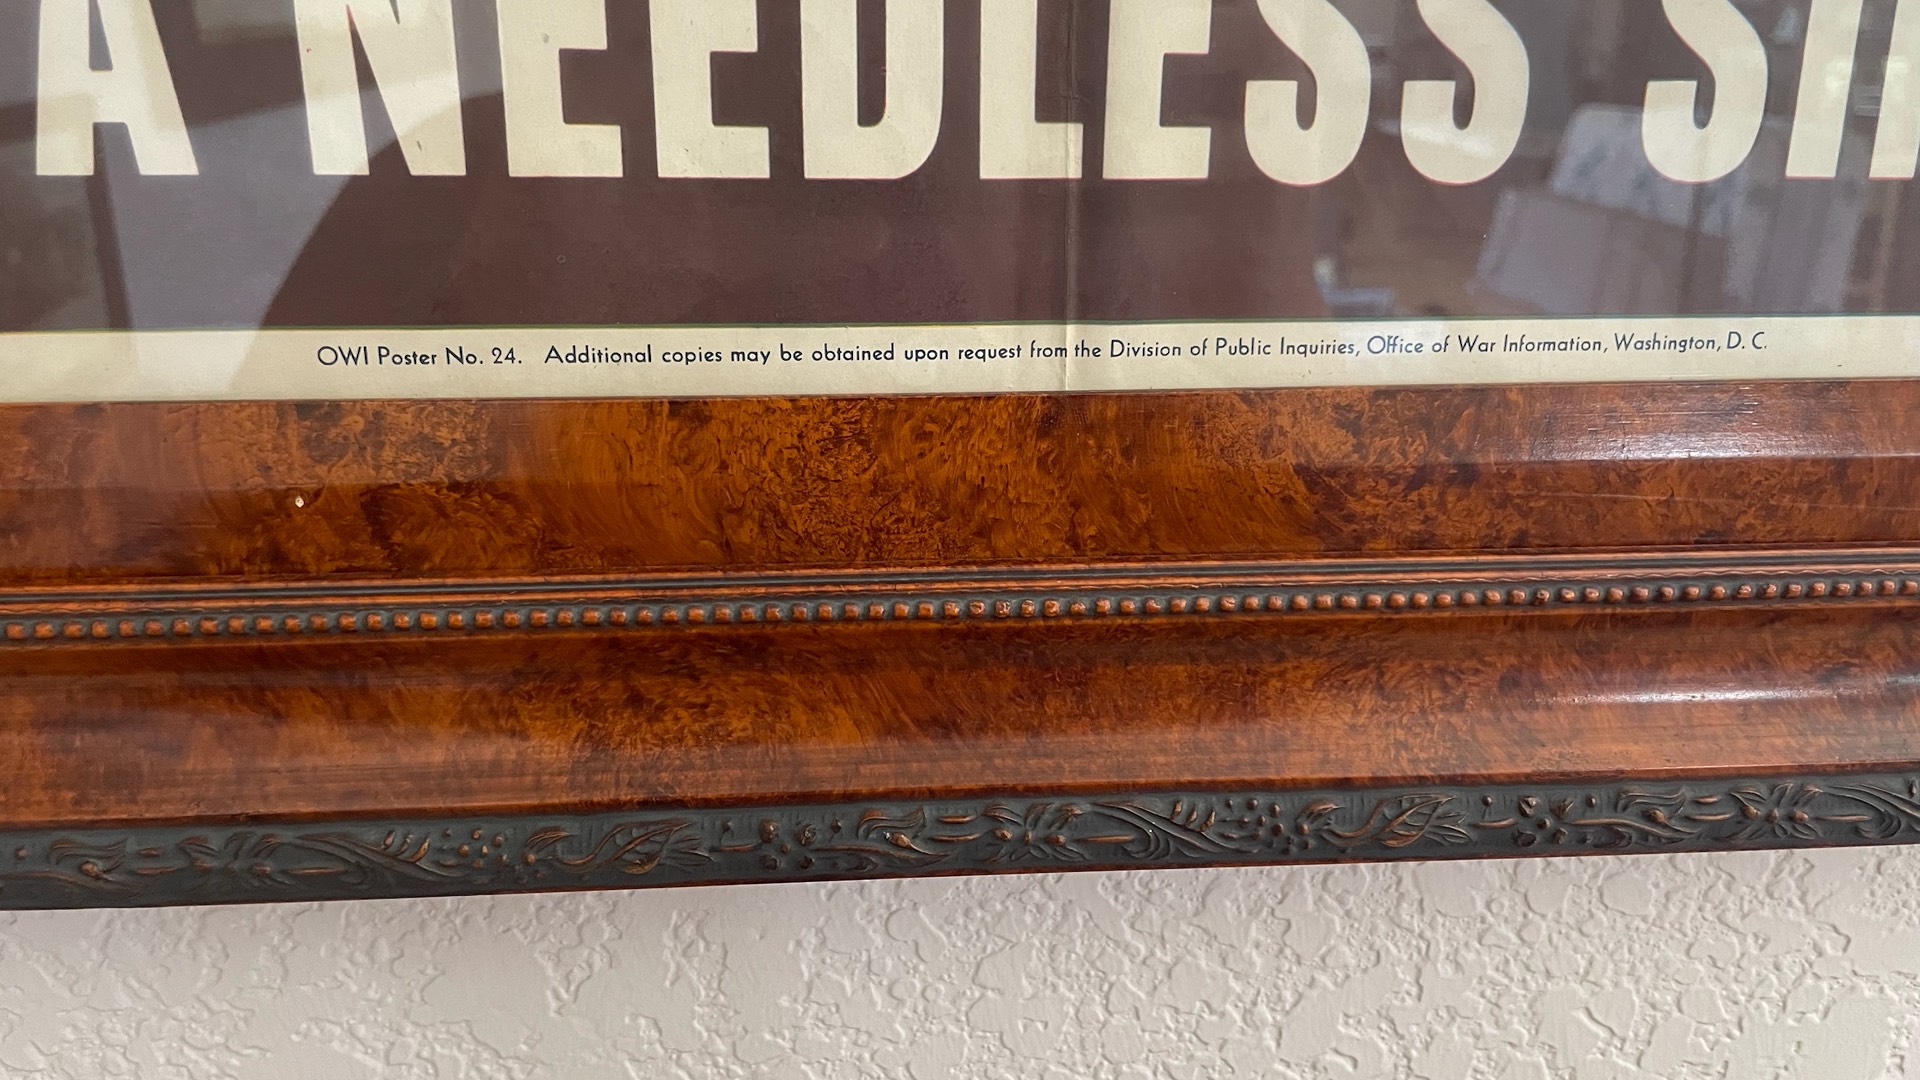 A NEEDLESS
OWI Poster No. 24. Additional copies may be obtained upon request from the Division of Public Inquiries, Office of War Information, Washington, D. C.